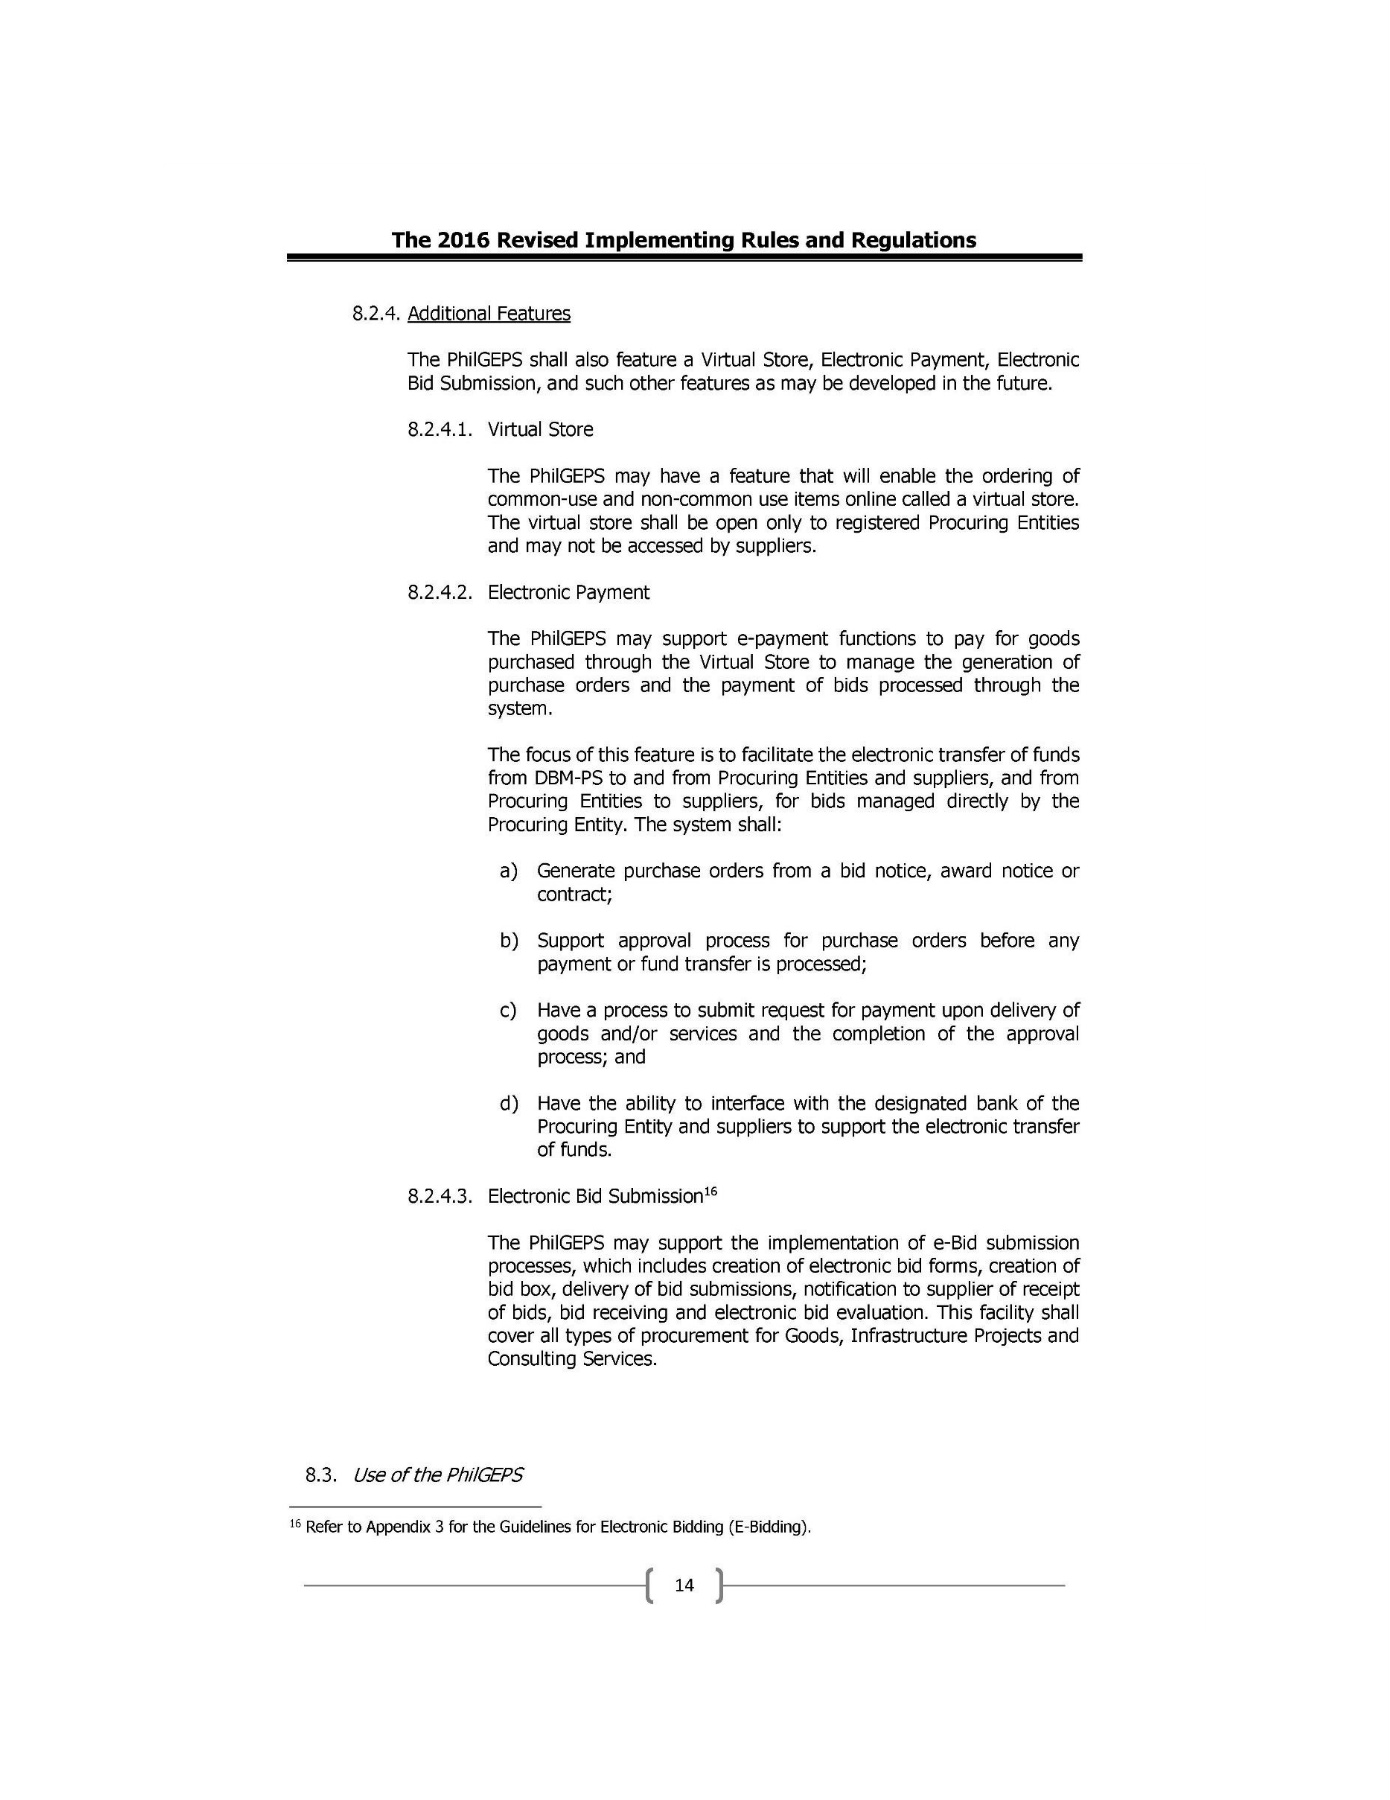 The 2016 Revised Implementing Rules and Regulations
8.2.4. Additional Features
The PhilGEPS shall also feature a Virtual Store, Electronic Payment, Electronic
Bid Submission, and such other features as may be developed in the future.
8.2.4.1. Virtual Store
The PhilGEPS may have a feature that will enable the ordering of
common-use and non-common use items online called a virtual store.
The virtual store shall be open only to registered Procuring Entities
and may not be accessed by suppliers.
8.2.4.2. Electronic Payment
The PhilGEPS may support e-payment functions to pay for goods
purchased through the Virtual Store to manage the generation of
purchase orders and the payment of bids processed through the
system.
The focus of this feature is to facilitate the electronic transfer of funds
from DBM-PS to and from Procuring Entities and suppliers, and from
Procuring Entities to suppliers, for bids managed directly by the
Procuring Entity. The system shall:
a) Generate purchase orders from a bid notice, award notice or
contract;
b) Support approval process for purchase orders before any
payment or fund transfer is processed;
c) Have a process to submit request for payment upon delivery of
goods and/or services and the completion of the approval
process; and
d) Have the ability to interface with the designated bank of the
Procuring Entity and suppliers to support the electronic transfer
of funds.
8.2.4.3. Electronic Bid Submission16
The PhilGEPS may support the implementation of e-Bid submission
processes, which includes creation of electronic bid forms, creation of
bid box, delivery of bid submissions, notification to supplier of receipt
of bids, bid receiving and electronic bid evaluation. This facility shall
cover all types of procurement for Goods, Infrastructure Projects and
Consulting Services.
8.3. Use of the PhilGEPS
16 Refer to Appendix 3 for the Guidelines for Electronic Bidding (E-Bidding).
14